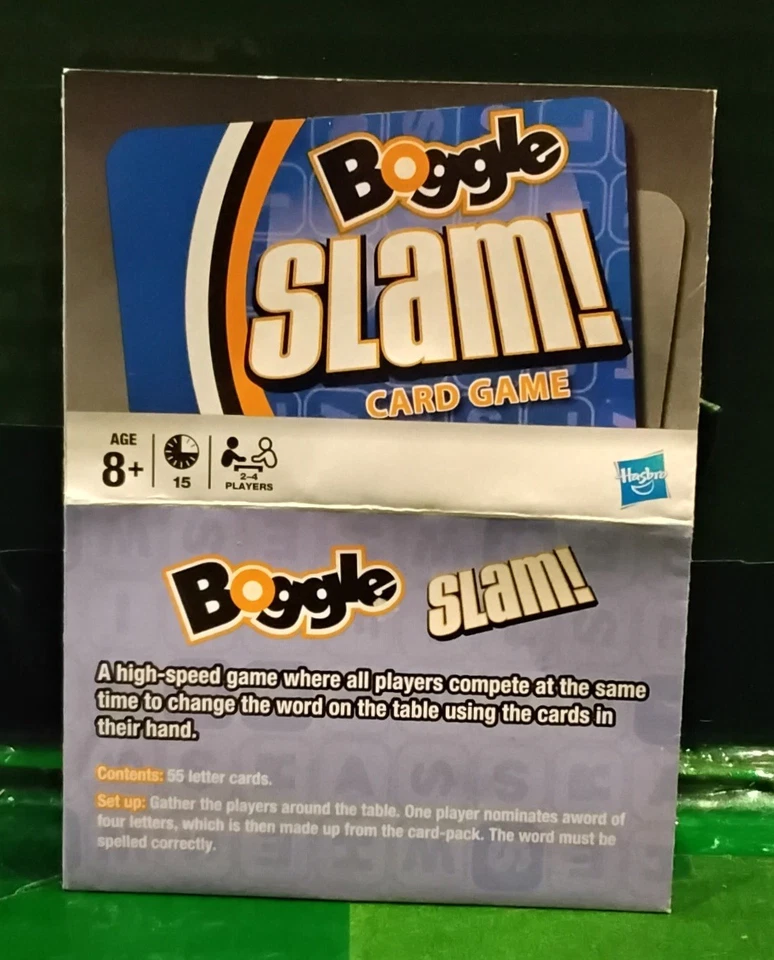 Boggle
SLam!
CARD GAME
AGE
8+
15
2-4
PLAYERS
Hasbro
Boggle SLam!
A high-speed game where all players compete at the same
time to change the word on the table using the cards in
their hand.
Contents: 55 letter cards.
Set up: Gather the players around the table. One player nominates aword of
four letters, which is then made up from the card-pack. The word must be
spelled correctly.